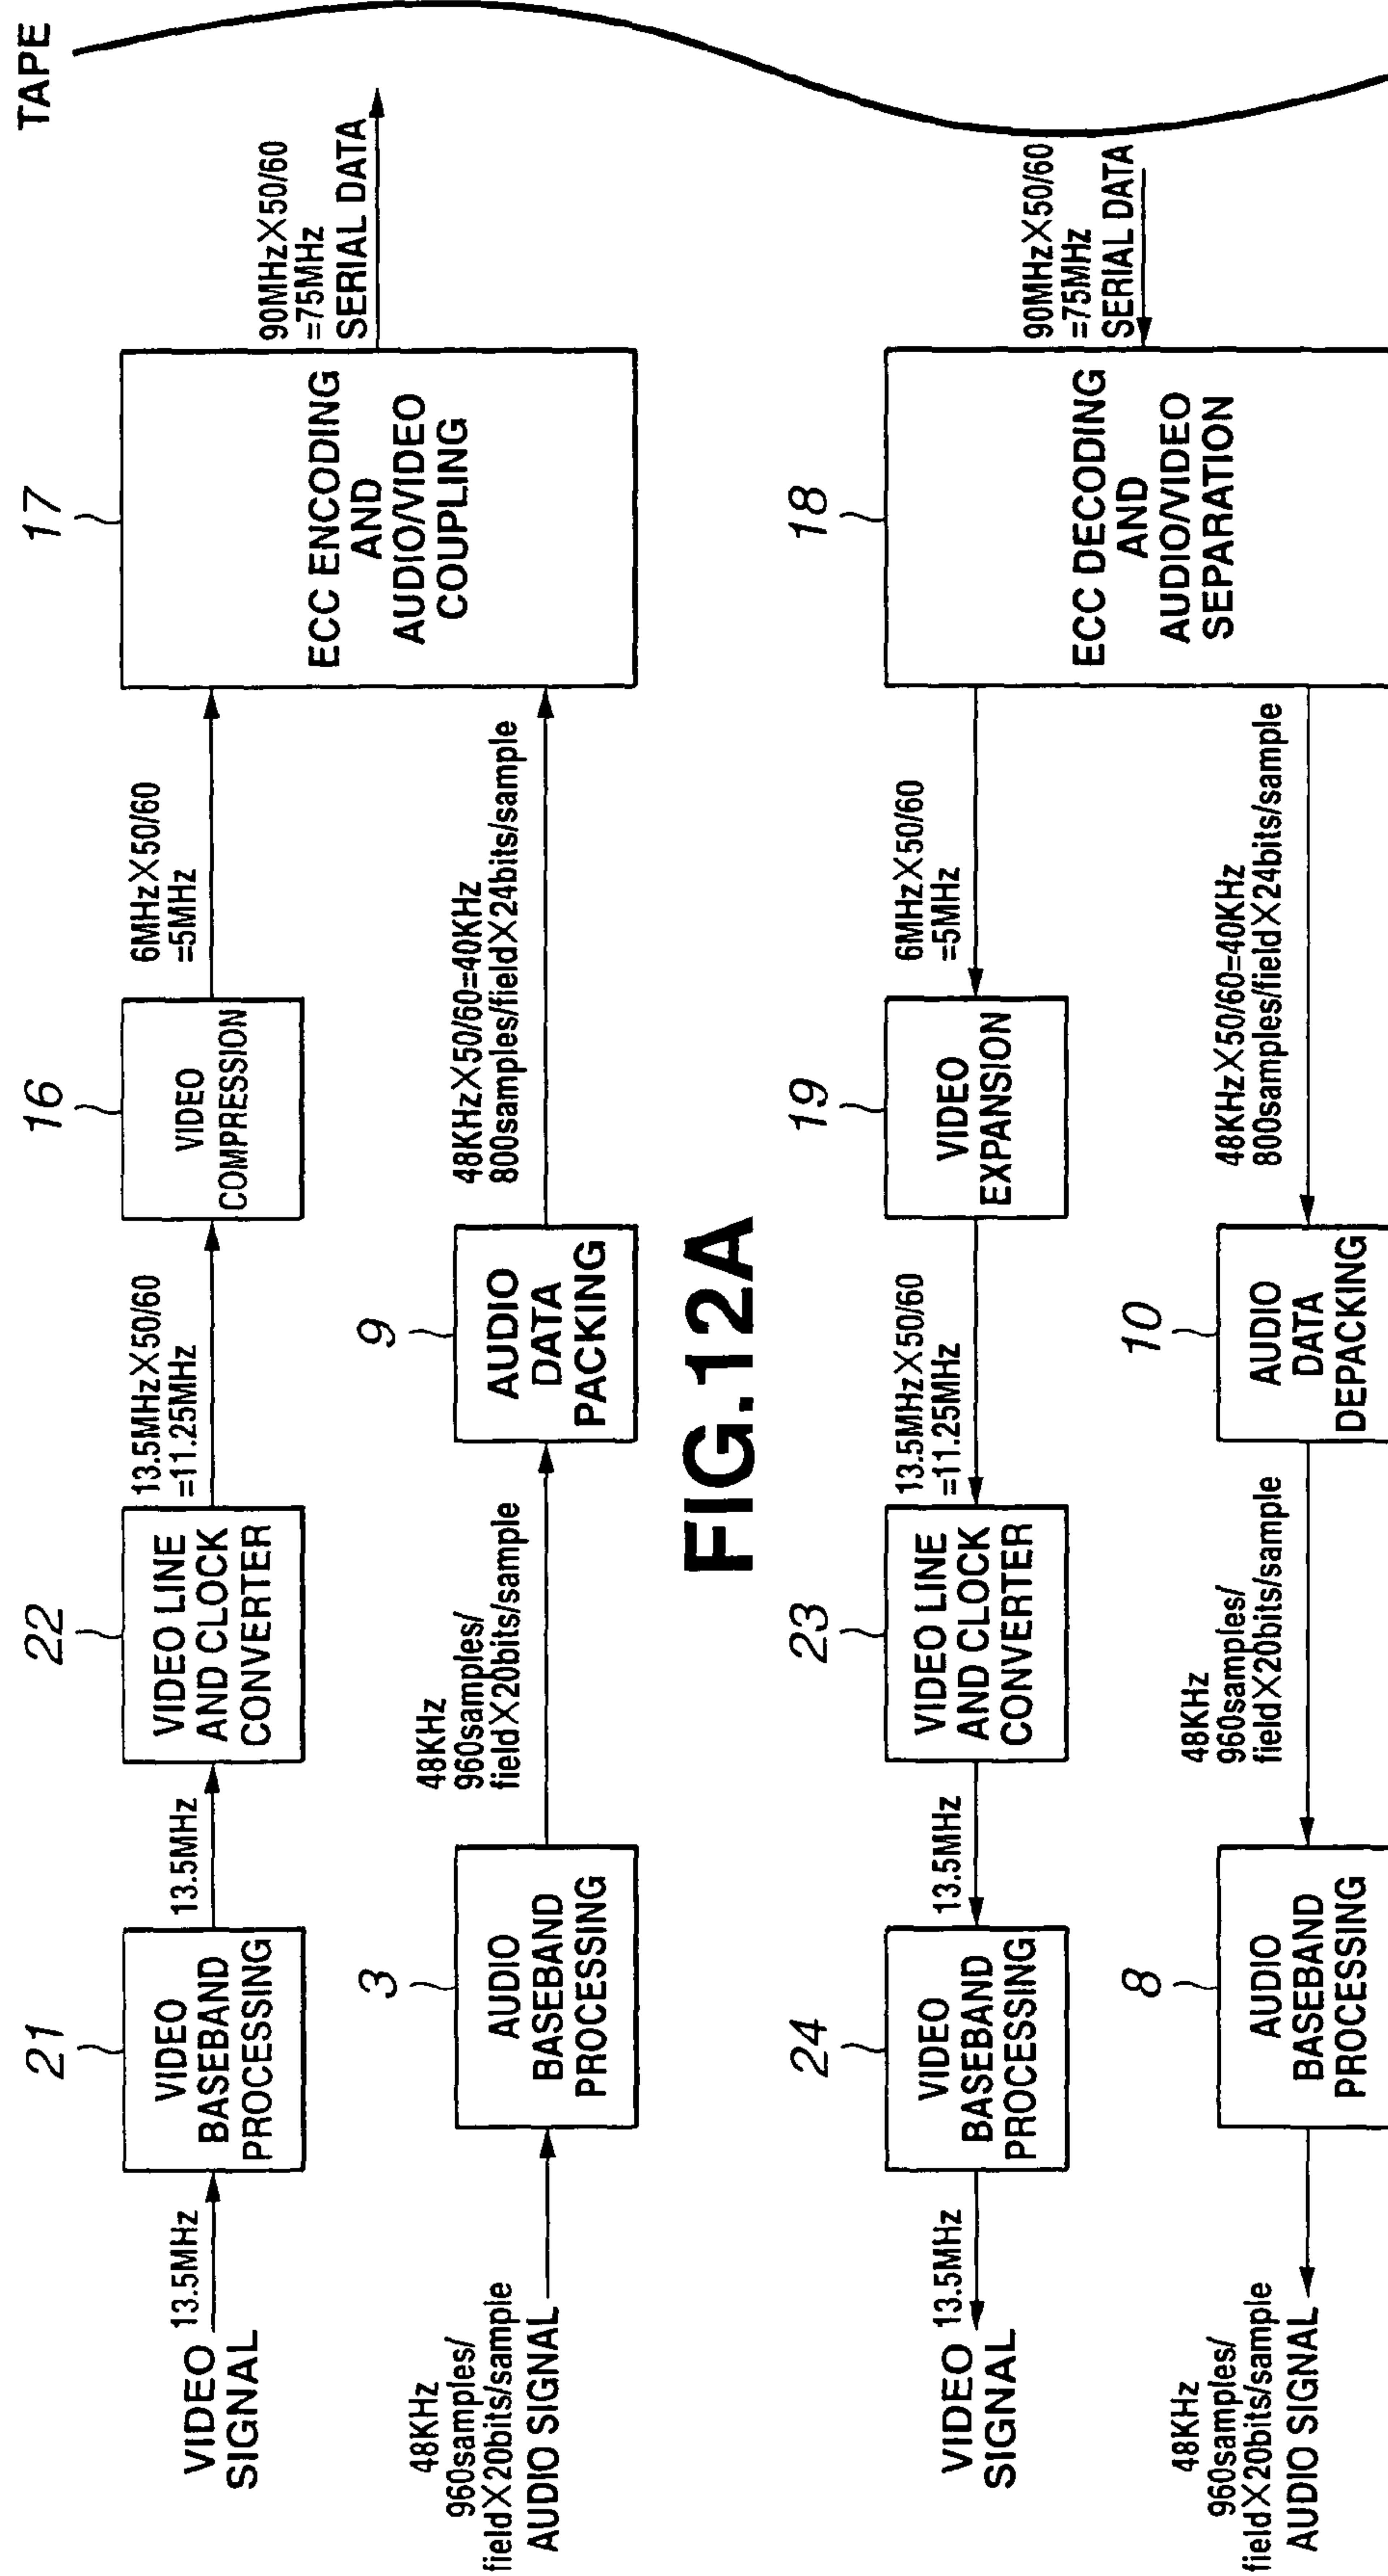 TAPE
17
ECC ENCODING
AND
AUDIO/VIDEO
COUPLING
90MHz×50/60
=75MHz
SERIAL DATA
16
VIDEO
COMPRESSION
6MHz×50/60
=5MHz
22
VIDEO LINE
AND CLOCK
CONVERTER
13.5MHz×50/60
=11.25MHz
21
VIDEO
BASEBAND
PROCESSING
13.5MHz
VIDEO
SIGNAL
13.5MHz
9
AUDIO
DATA
PACKING
48KHz×50/60=40KHz
800samples/field×24bits/sample
3
AUDIO
BASEBAND
PROCESSING
48KHz
960samples/
field×20bits/sample
48KHz
960samples/
field×20bits/sample
AUDIO SIGNAL
FIG.12A
18
ECC DECODING
AND
AUDIO/VIDEO
SEPARATION
90MHz×50/60
=75MHz
SERIAL DATA
19
VIDEO
EXPANSION
6MHz×50/60
=5MHz
23
VIDEO LINE
AND CLOCK
CONVERTER
13.5MHz×50/60
=11.25MHz
24
VIDEO
BASEBAND
PROCESSING
13.5MHz
VIDEO
SIGNAL
13.5MHz
10
AUDIO
DATA
DEPACKING
48KHz×50/60=40KHz
800samples/field×24bits/sample
8
AUDIO
BASEBAND
PROCESSING
48KHz
960samples/
field×20bits/sample
48KHz
960samples/
field×20bits/sample
AUDIO SIGNAL